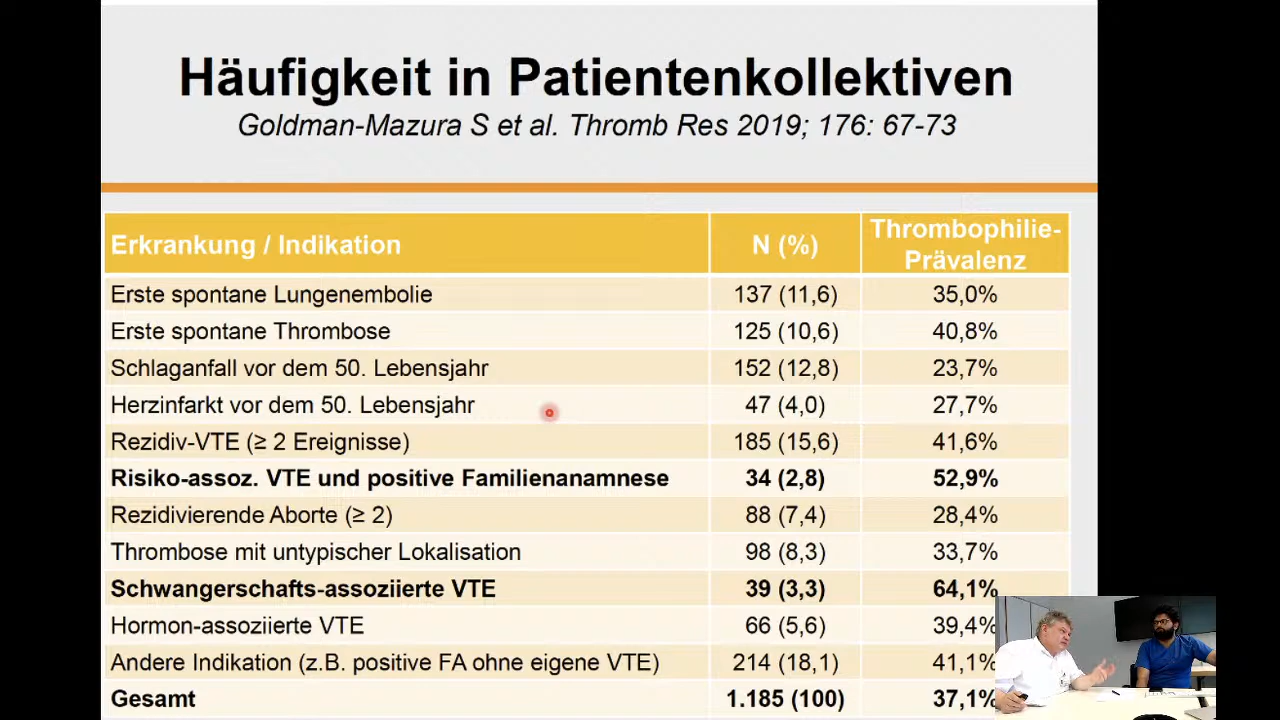 Häufigkeit in Patientenkollektiven
Goldman-Mazura S et al. Thromb Res 2019; 176: 67-73
Erkrankung / Indikation N (%) Thrombophilie-
Prävalenz
Erste spontane Lungenembolie 137 (11,6) 35,0%
Erste spontane Thrombose 125 (10,6) 40,8%
Schlaganfall vor dem 50. Lebensjahr 152 (12,8) 23,7%
Herzinfarkt vor dem 50. Lebensjahr 47 (4,0) 27,7%
Rezidiv-VTE (≥ 2 Ereignisse) 185 (15,6) 41,6%
Risiko-assoz. VTE und positive Familienanamnese 34 (2,8) 52,9%
Rezidivierende Aborte (≥ 2) 88 (7,4) 28,4%
Thrombose mit untypischer Lokalisation 98 (8,3) 33,7%
Schwangerschafts-assoziierte VTE 39 (3,3) 64,1%
Hormon-assoziierte VTE 66 (5,6) 39,4%
Andere Indikation (z.B. positive FA ohne eigene VTE) 214 (18,1) 41,1%
Gesamt 1.185 (100) 37,1%